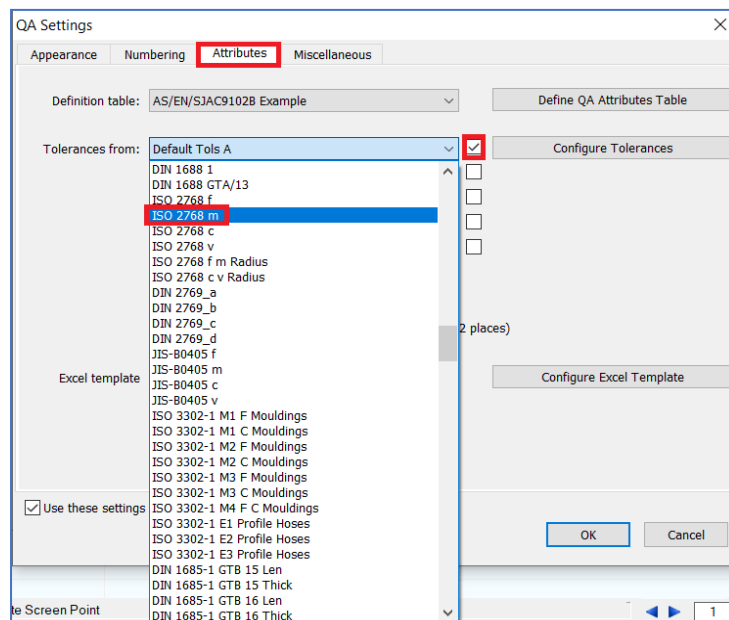 QA Settings
Appearance Numbering Attributes Miscellaneous
Definition table: AS/EN/SJAC9102B Example Define QA Attributes Table
Tolerances from: Default Tols A Configure Tolerances
DIN 1688 1
DIN 1688 GTA/13
ISO 2768 f
ISO 2768 m
ISO 2768 c
ISO 2768 v
ISO 2768 f m Radius
ISO 2768 c v Radius
DIN 2769_a
DIN 2769_b
DIN 2769_c
2 places)
DIN 2769_d
JIS-B0405 f
JIS-B0405 m
Excel template Configure Excel Template
JIS-B0405 c
JIS-B0405 v
ISO 3302-1 M1 F Mouldings
ISO 3302-1 M1 C Mouldings
ISO 3302-1 M2 F Mouldings
ISO 3302-1 M2 C Mouldings
ISO 3302-1 M3 F Mouldings
ISO 3302-1 M3 C Mouldings
Use these settings ISO 3302-1 M4 F C Mouldings
ISO 3302-1 E1 Profile Hoses
ISO 3302-1 E2 Profile Hoses
OK Cancel
ISO 3302-1 E3 Profile Hoses
DIN 1685-1 GTB 15 Len
DIN 1685-1 GTB 15 Thick
DIN 1685-1 GTB 16 Len
te Screen Point DIN 1685-1 GTB 16 Thick 1